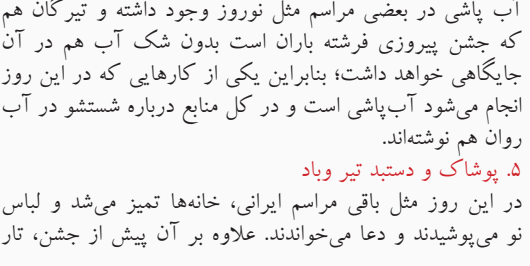 آب پاشی در بعضی مراسم مثل نوروز وجود داشته و تیرگان هم
که جشن پیروزی فرشته باران است بدون شک آب هم در آن
جایگاهی خواهد داشت؛ بنابراین یکی از کارهایی که در این روز
انجام می‌شود آب‌پاشی است و در کل منابع درباره شستشو در آب
روان هم نوشته‌اند.
۵. پوشاک و دستبد تیر وباد
در این روز مثل باقی مراسم ایرانی، خانه‌ها تمیز می‌شد و لباس
نو می‌پوشیدند و دعا می‌خواندند. علاوه بر آن پیش از جشن، تار